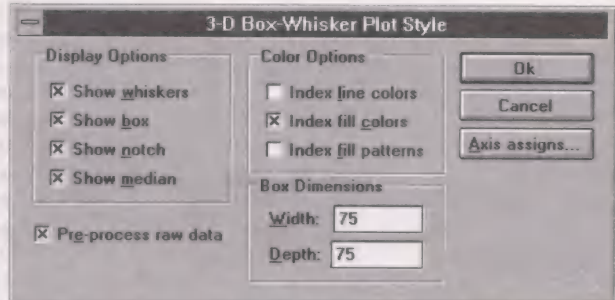 3-D Box-Whisker Plot Style
Display Options
Show whiskers
Show box
Show notch
Show median
Pre-process raw data
Color Options
Index line colors
Index fill colors
Index fill patterns
Box Dimensions
Width: 75
Depth: 75
Ok
Cancel
Axis assigns...